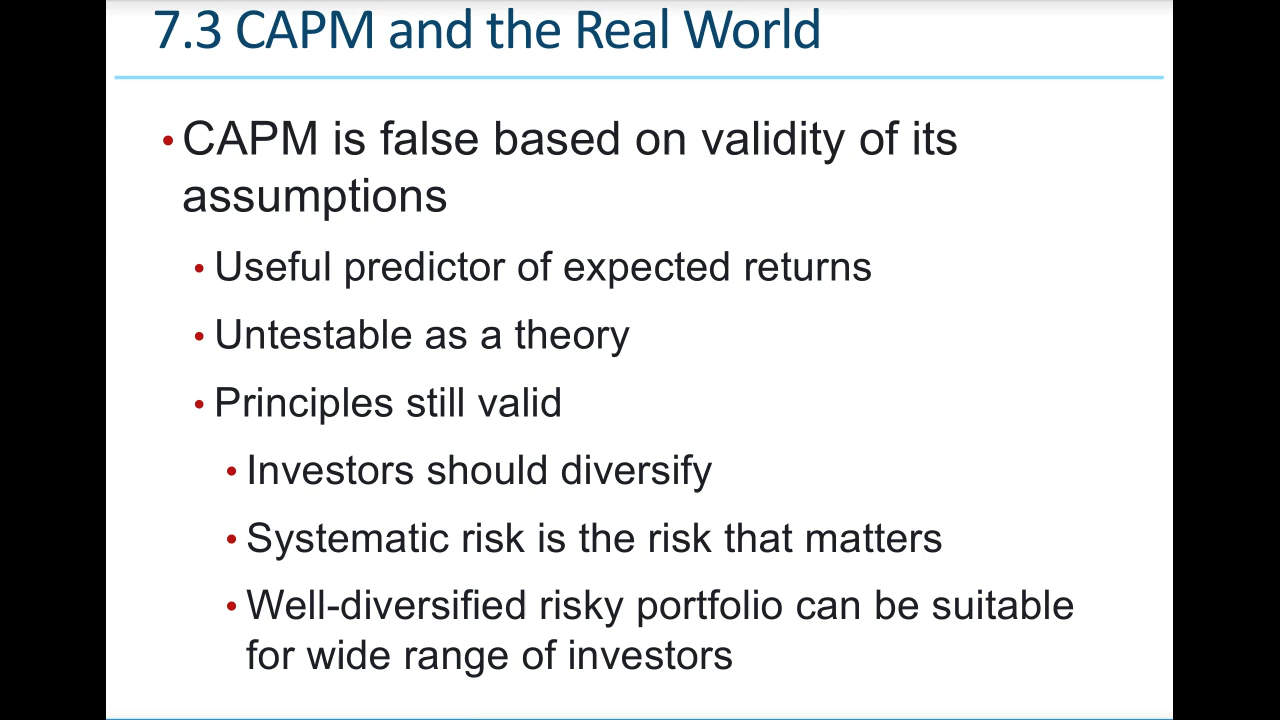 7.3 CAPM and the Real World
• CAPM is false based on validity of its
assumptions
• Useful predictor of expected returns
• Untestable as a theory
• Principles still valid
• Investors should diversify
• Systematic risk is the risk that matters
• Well-diversified risky portfolio can be suitable
for wide range of investors